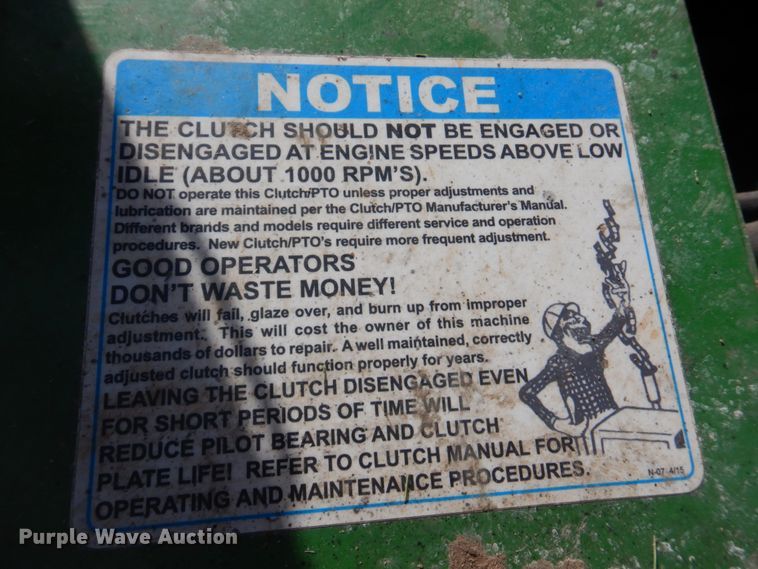 NOTICE
THE CLUTCH SHOULD NOT BE ENGAGED OR
DISENGAGED AT ENGINE SPEEDS ABOVE LOW
IDLE (ABOUT 1000 RPM'S).
DO NOT operate this Clutch/PTO unless proper adjustments and
lubrication are maintained per the Clutch/PTO Manufacturer's Manual.
Different brands and models require different service and operation
procedures. New Clutch/PTO's require more frequent adjustment.
GOOD OPERATORS
DON'T WASTE MONEY!
Clutches will fail, glaze over, and burn up from improper
adjustment. This will cost the owner of this machine
thousands of dollars to repair. A well maintained, correctly
adjusted clutch should function properly for years.
LEAVING THE CLUTCH DISENGAGED EVEN
FOR SHORT PERIODS OF TIME WILL
REDUCE PILOT BEARING AND CLUTCH
PLATE LIFE! REFER TO CLUTCH MANUAL FOR
OPERATING AND MAINTENANCE PROCEDURES.
N-07 4/15
Purple Wave Auction